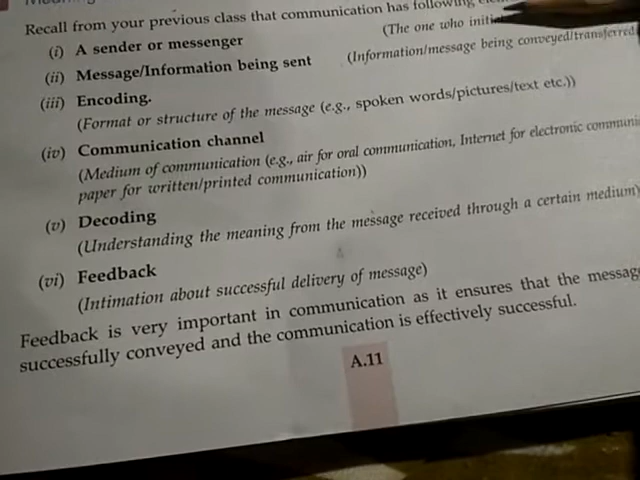 Recall from your previous class that communication has following
(i) A sender or messenger (The one who
(ii) Message/Information being sent (Information/message being conveyed/transferred
(iii) Encoding.
(Format or structure of the message (e.g., spoken words/pictures/text etc.))
(iv) Communication channel
(Medium of communication (e.g., air for oral communication, Internet for electronic
paper for written/printed communication))
(v) Decoding
(Understanding the meaning from the message received through a certain medium)
(vi) Feedback
(Intimation about successful delivery of message)
Feedback is very important in communication as it ensures that the
successfully conveyed and the communication is effectively successful.
A.11